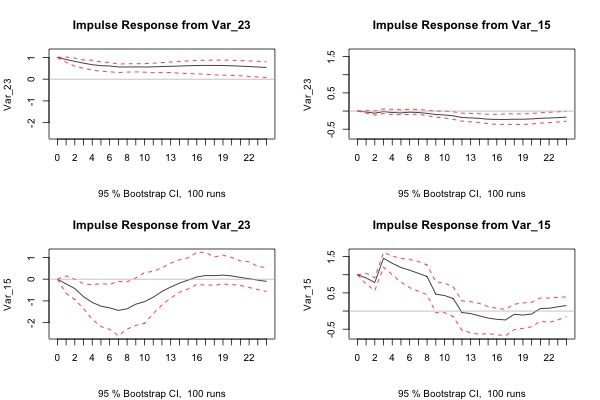 Impulse Response from Var_23
Impulse Response from Var_15
Var_23
1
0
-1
-2
0 2 4 6 8 10 13 16 19 22
95 % Bootstrap CI, 100 runs
Var_23
1.5
0.5
-0.5
0 2 4 6 8 10 13 16 19 22
95 % Bootstrap CI, 100 runs
Impulse Response from Var_23
Impulse Response from Var_15
Var_15
1
0
-1
-2
0 2 4 6 8 10 13 16 19 22
95 % Bootstrap CI, 100 runs
Var_15
1.5
0.5
-0.5
0 2 4 6 8 10 13 16 19 22
95 % Bootstrap CI, 100 runs